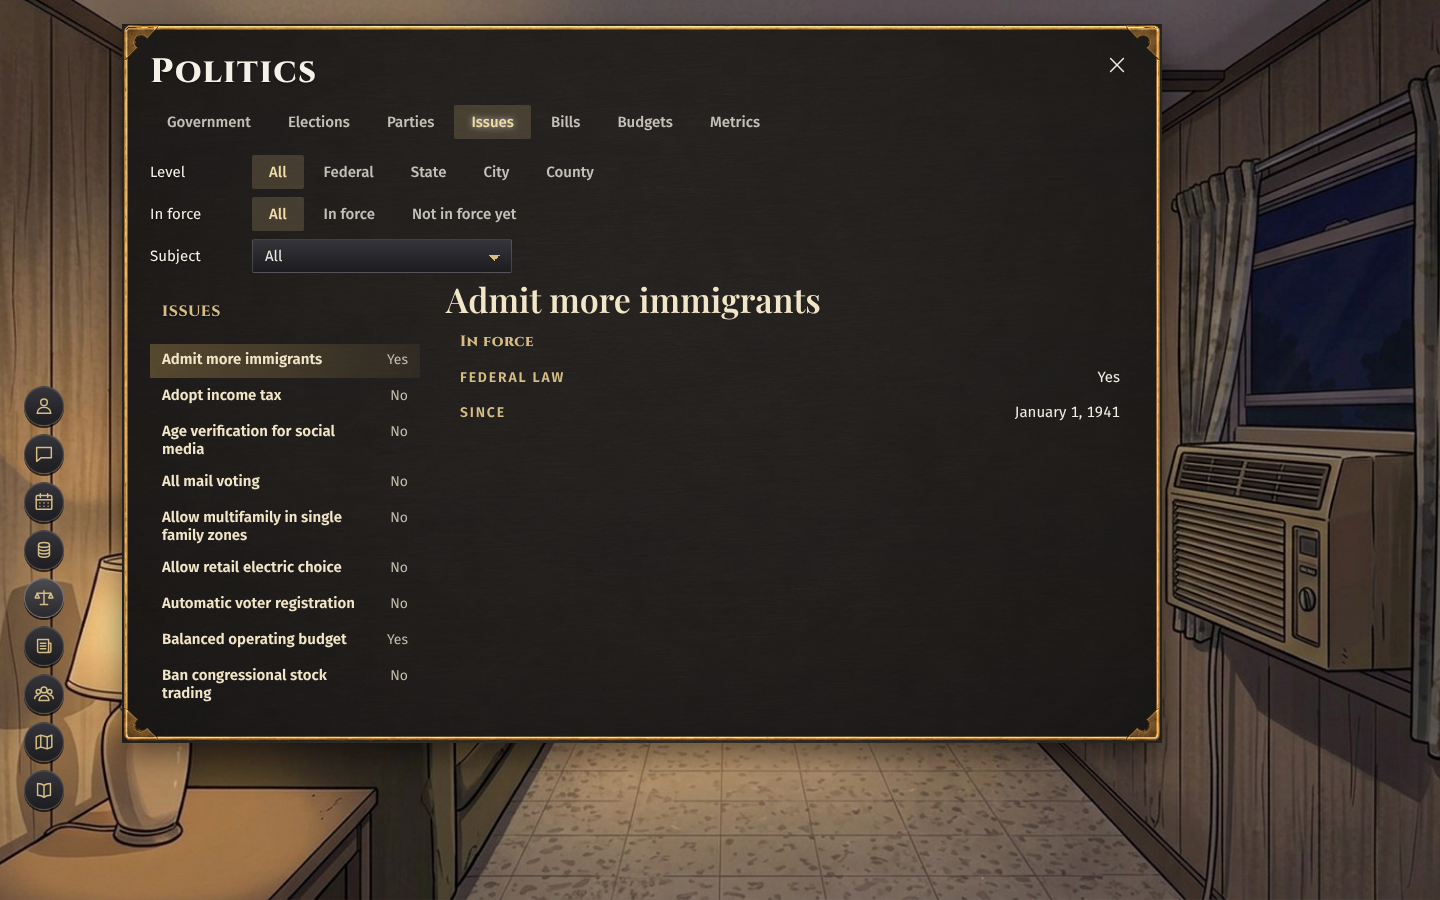 Politics
Government Elections Parties Issues Bills Budgets Metrics
Level All Federal State City County
In force All In force Not in force yet
Subject All
Issues
Admit more immigrants Yes
Adopt income tax No
Age verification for social
media No
All mail voting No
Allow multifamily in single
family zones No
Allow retail electric choice No
Automatic voter registration No
Balanced operating budget Yes
Ban congressional stock
trading No
Admit more immigrants
In force
FEDERAL LAW Yes
SINCE January 1, 1941